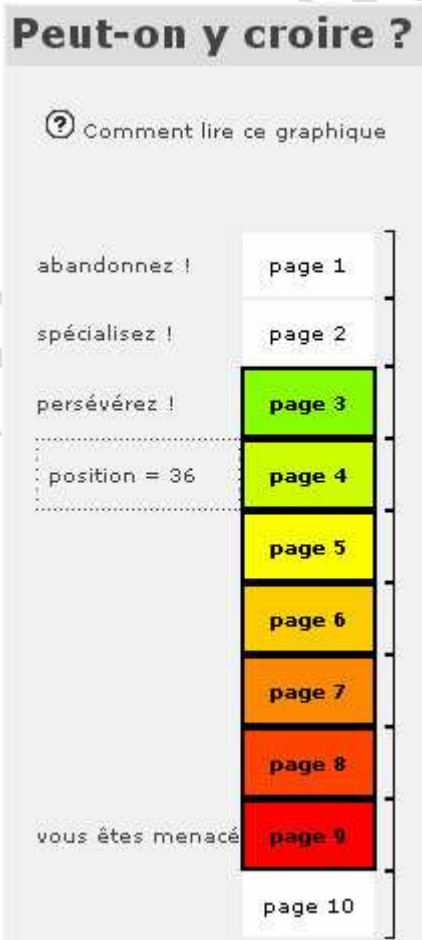 Peut-on y croire ?
? Comment lire ce graphique
abandonnez ! page 1
spécialisez ! page 2
persévérez ! page 3
position = 36 page 4
page 5
page 6
page 7
page 8
vous êtes menacé page 9
page 10